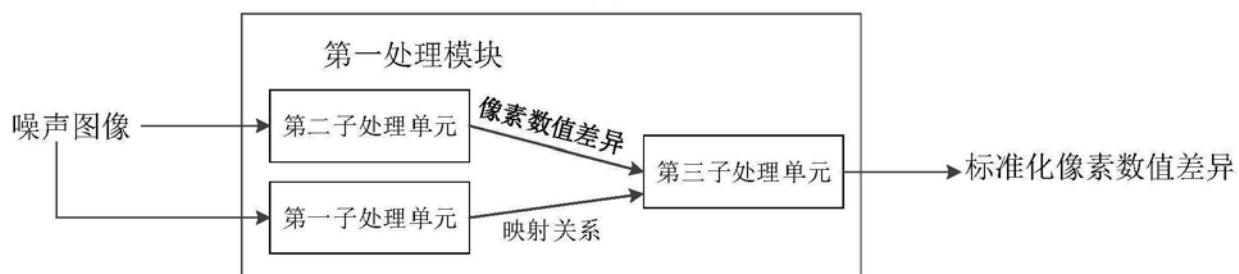 第一处理模块
噪声图像
第二子处理单元
像素数值差异
第三子处理单元
标准化像素数值差异
第一子处理单元
映射关系